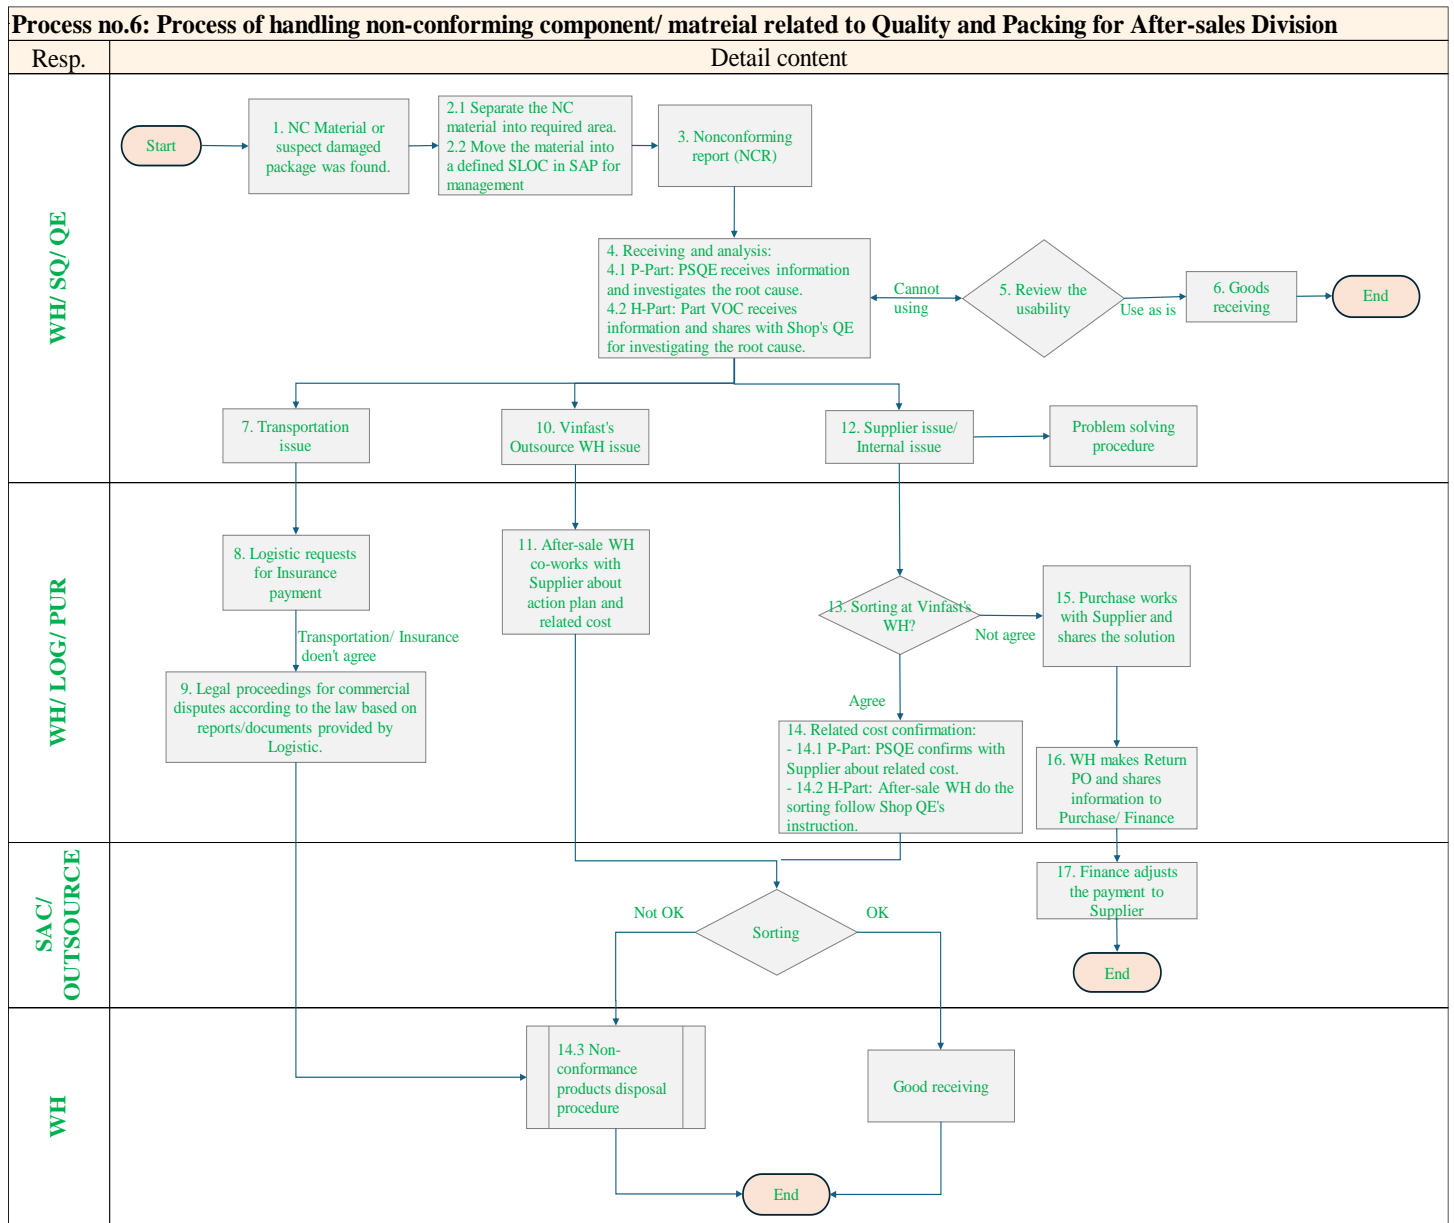 Process no.6: Process of handling non-conforming component/ matreial related to Quality and Packing for After-sales Division
Resp.
Detail content
WH/ SQ/ QE
Start
1. NC Material or
suspect damaged
package was found.
2.1 Separate the NC
material into required area.
2.2 Move the material into
a defined SLOC in SAP for
management
3. Nonconforming
report (NCR)
4. Receiving and analysis:
4.1 P-Part: PSQE receives information
and investigates the root cause.
4.2 H-Part: Part VOC receives
information and shares with Shop's QE
for investigating the root cause.
Cannot
using
5. Review the
usability
Use as is
6. Goods
receiving
End
7. Transportation
issue
10. Vinfast's
Outsource WH issue
12. Supplier issue/
Internal issue
Problem solving
procedure
WH/ LOG/ PUR
8. Logistic requests
for Insurance
payment
Transportation/ Insurance
doen't agree
9. Legal proceedings for commercial
disputes according to the law based on
reports/documents provided by
Logistic.
11. After-sale WH
co-works with
Supplier about
action plan and
related cost
13. Sorting at Vinfast's
WH?
Not agree
Agree
15. Purchase works
with Supplier and
shares the solution
14. Related cost confirmation:
- 14.1 P-Part: PSQE confirms with
Supplier about related cost.
- 14.2 H-Part: After-sale WH do the
sorting follow Shop QE's
instruction.
16. WH makes Return
PO and shares
information to
Purchase/ Finance
SAC/
OUTSOURCE
17. Finance adjusts
the payment to
Supplier
Not OK
Sorting
OK
End
WH
14.3 Non-
conformance
products disposal
procedure
Good receiving
End